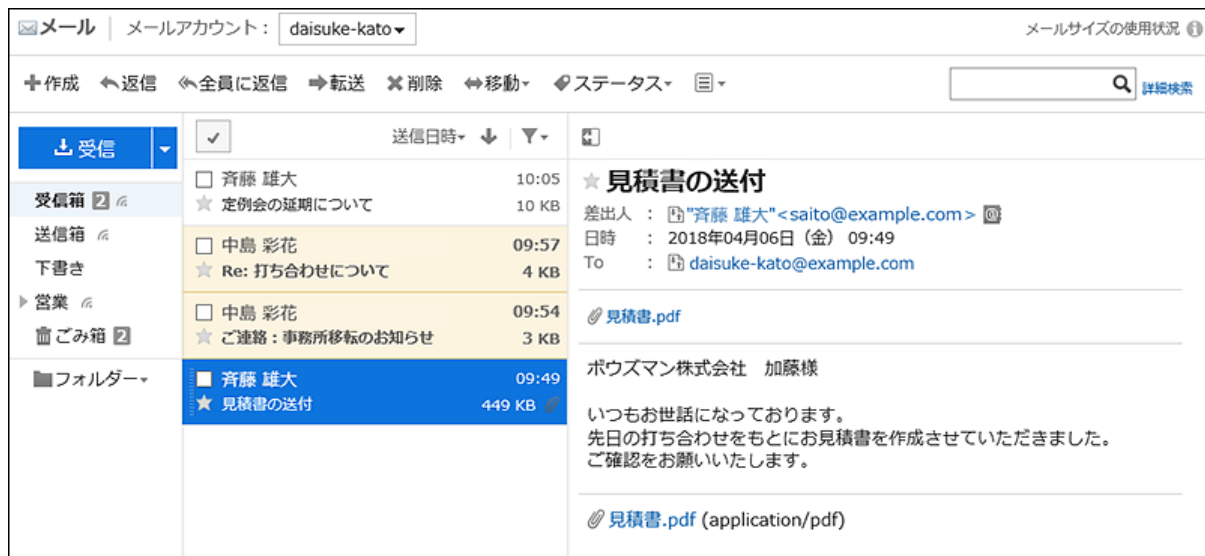 メール メールアカウント： daisuke-kato メールサイズの使用状況
作成 返信 全員に返信 転送 削除 移動 ステータス 詳細検索
受信
受信箱 2
送信箱
下書き
営業
ごみ箱 2
フォルダー
送信日時
斉藤 雄大 10:05
定例会の延期について 10 KB
中島 彩花 09:57
Re: 打ち合わせについて 4 KB
中島 彩花 09:54
ご連絡：事務所移転のお知らせ 3 KB
斉藤 雄大 09:49
見積書の送付 449 KB
見積書の送付
差出人 ： "斉藤 雄大"<saito@example.com>
日時 ： 2018年04月06日（金） 09:49
To ： daisuke-kato@example.com
見積書.pdf
ボウズマン株式会社　加藤様
いつもお世話になっております。
先日の打ち合わせをもとにお見積書を作成させていただきました。
ご確認をお願いいたします。
見積書.pdf (application/pdf)